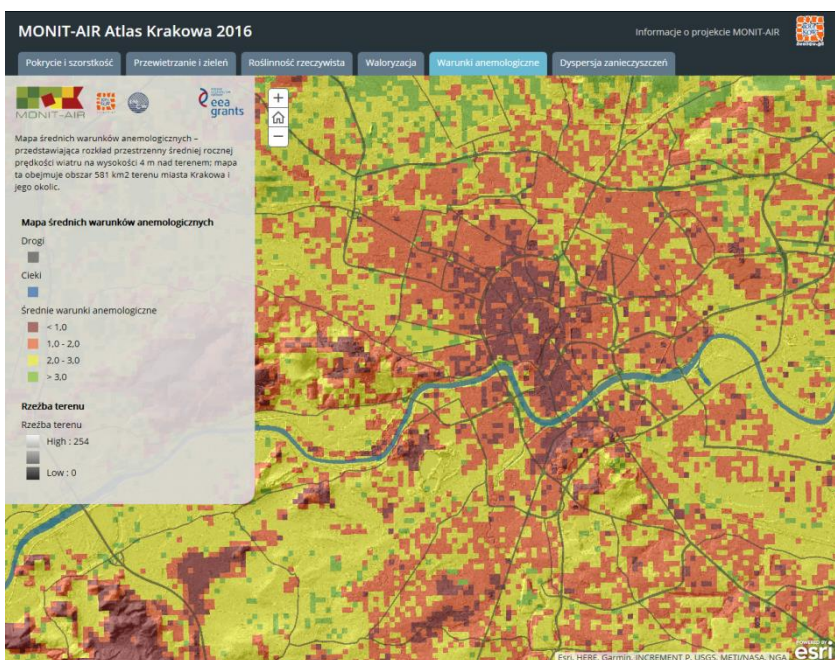 MONIT-AIR Atlas Krakowa 2016
Informacje o projekcie MONIT-AIR
Pokrycie i szorstkość
Przewietrzanie i zieleń
Roślinność rzeczywista
Waloryzacja
Warunki anemologiczne
Dyspersja zanieczyszczeń
MONIT-AIR
eea
grants
Mapa średnich warunków anemologicznych –
przedstawiająca rozkład przestrzenny średniej rocznej
prędkości wiatru na wysokości 4 m nad terenem; mapa
ta obejmuje obszar 581 km2 terenu miasta Krakowa i
jego okolic.
Mapa średnich warunków anemologicznych
Drogi
Cieki
Średnie warunki anemologiczne
< 1,0
1,0 - 2,0
2,0 - 3,0
> 3,0
Rzeźba terenu
Rzeźba terenu
High : 254
Low : 0
+
−
POWERED BY
esri
Esri, HERE, Garmin, INCREMENT P, USGS, METI/NASA, NGA